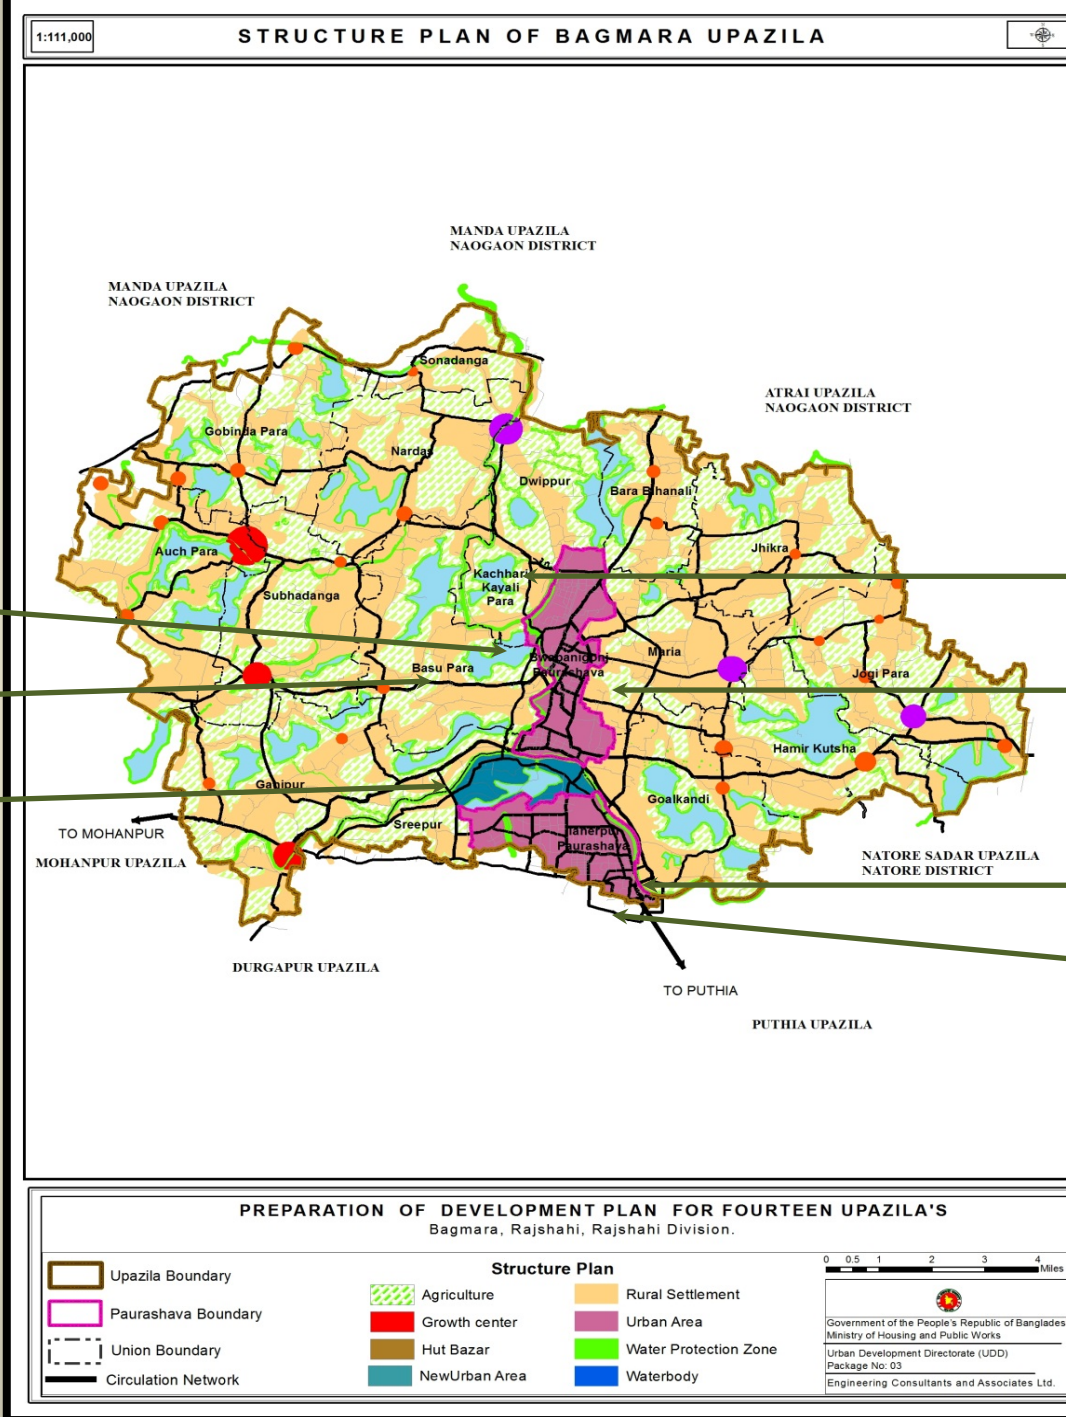 1:111,000
STRUCTURE PLAN OF BAGMARA UPAZILA
MANDA UPAZILA
NAOGAON DISTRICT
MANDA UPAZILA
NAOGAON DISTRICT
ATRAI UPAZILA
NAOGAON DISTRICT
Sonadanga
Gobinda Para
Nardas
Dwippur
Bara Bihanali
Auch Para
Jhikra
Kachhari
Kayali
Para
Subhadanga
Maria
Basu Para
Bwabanigonj
Paurashava
Jogi Para
Hamir Kutsha
Ganipur
Goalkandi
Sreepur
Taherpur
Paurashava
TO MOHANPUR
MOHANPUR UPAZILA
NATORE SADAR UPAZILA
NATORE DISTRICT
DURGAPUR UPAZILA
TO PUTHIA
PUTHIA UPAZILA
PREPARATION OF DEVELOPMENT PLAN FOR FOURTEEN UPAZILA'S
Bagmara, Rajshahi, Rajshahi Division.
Upazila Boundary
Paurashava Boundary
Union Boundary
Circulation Network
Structure Plan
Agriculture
Growth center
Hut Bazar
NewUrban Area
Rural Settlement
Urban Area
Water Protection Zone
Waterbody
0 0.5 1 2 3 4
Miles
Government of the People's Republic of Banglades
Ministry of Housing and Public Works
Urban Development Directorate (UDD)
Package No: 03
Engineering Consultants and Associates Ltd.